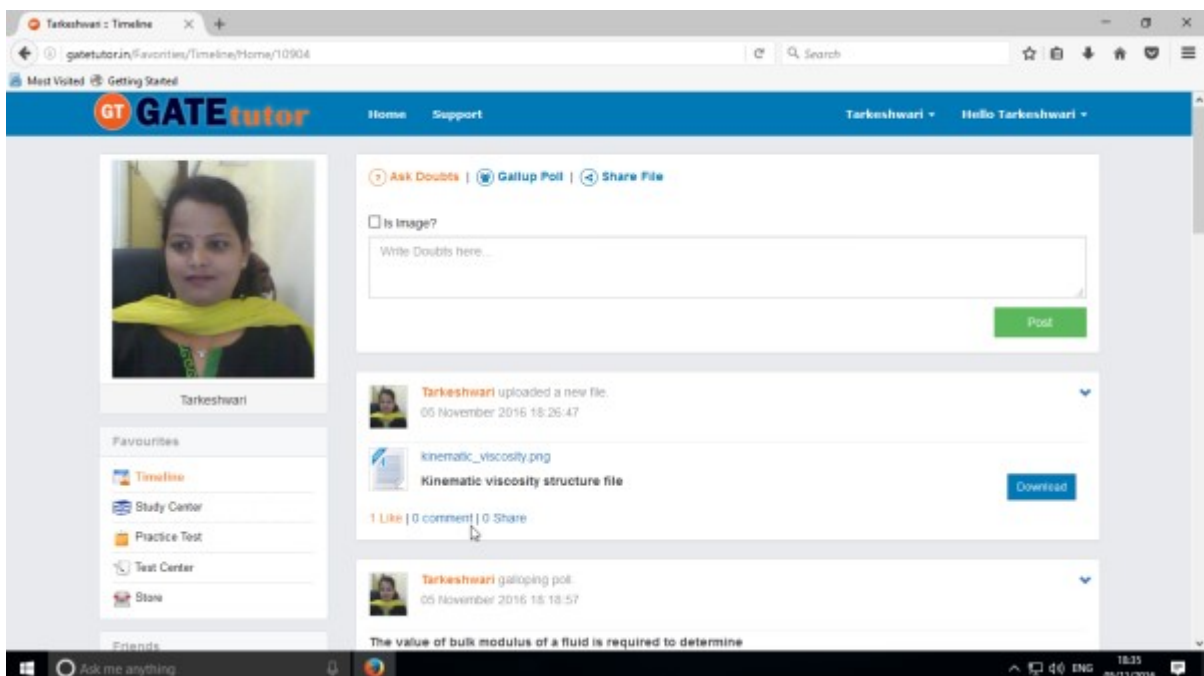 Tarkeshwari :: Timeline
gatetutor.in/Favorities/Timeline/Home/10904
Search
Most Visited Getting Started
GT GATEtutor Home Support Tarkeshwari Hello Tarkeshwari
? Ask Doubts | Gallup Poll | Share File
Is Image?
Write Doubts here...
Post
Tarkeshwari
Favourites
Timeline
Study Center
Practice Test
Test Center
Store
Friends
Tarkeshwari uploaded a new file.
05 November 2016 18:26:47
kinematic_viscosity.png
Kinematic viscosity structure file
Download
1 Like | 0 comment | 0 Share
Tarkeshwari galloping poll.
05 November 2016 18:18:57
The value of bulk modulus of a fluid is required to determine
Ask me anything
ENG
18:35